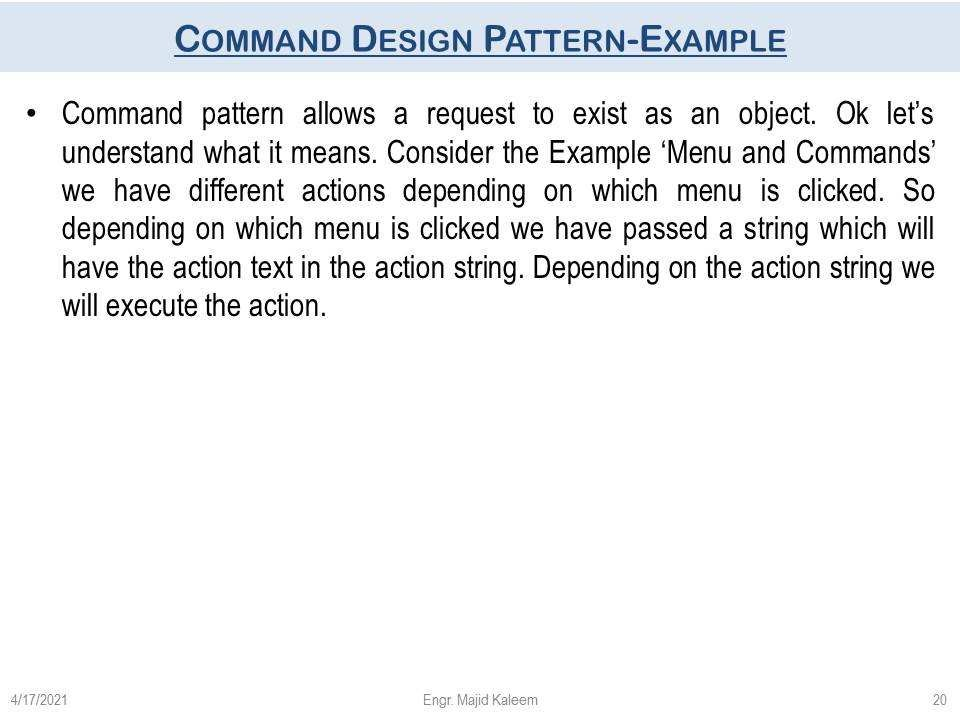 COMMAND DESIGN PATTERN-EXAMPLE
• Command pattern allows a request to exist as an object. Ok let’s
understand what it means. Consider the Example ‘Menu and Commands’
we have different actions depending on which menu is clicked. So
depending on which menu is clicked we have passed a string which will
have the action text in the action string. Depending on the action string we
will execute the action.
4/17/2021
Engr. Majid Kaleem
20